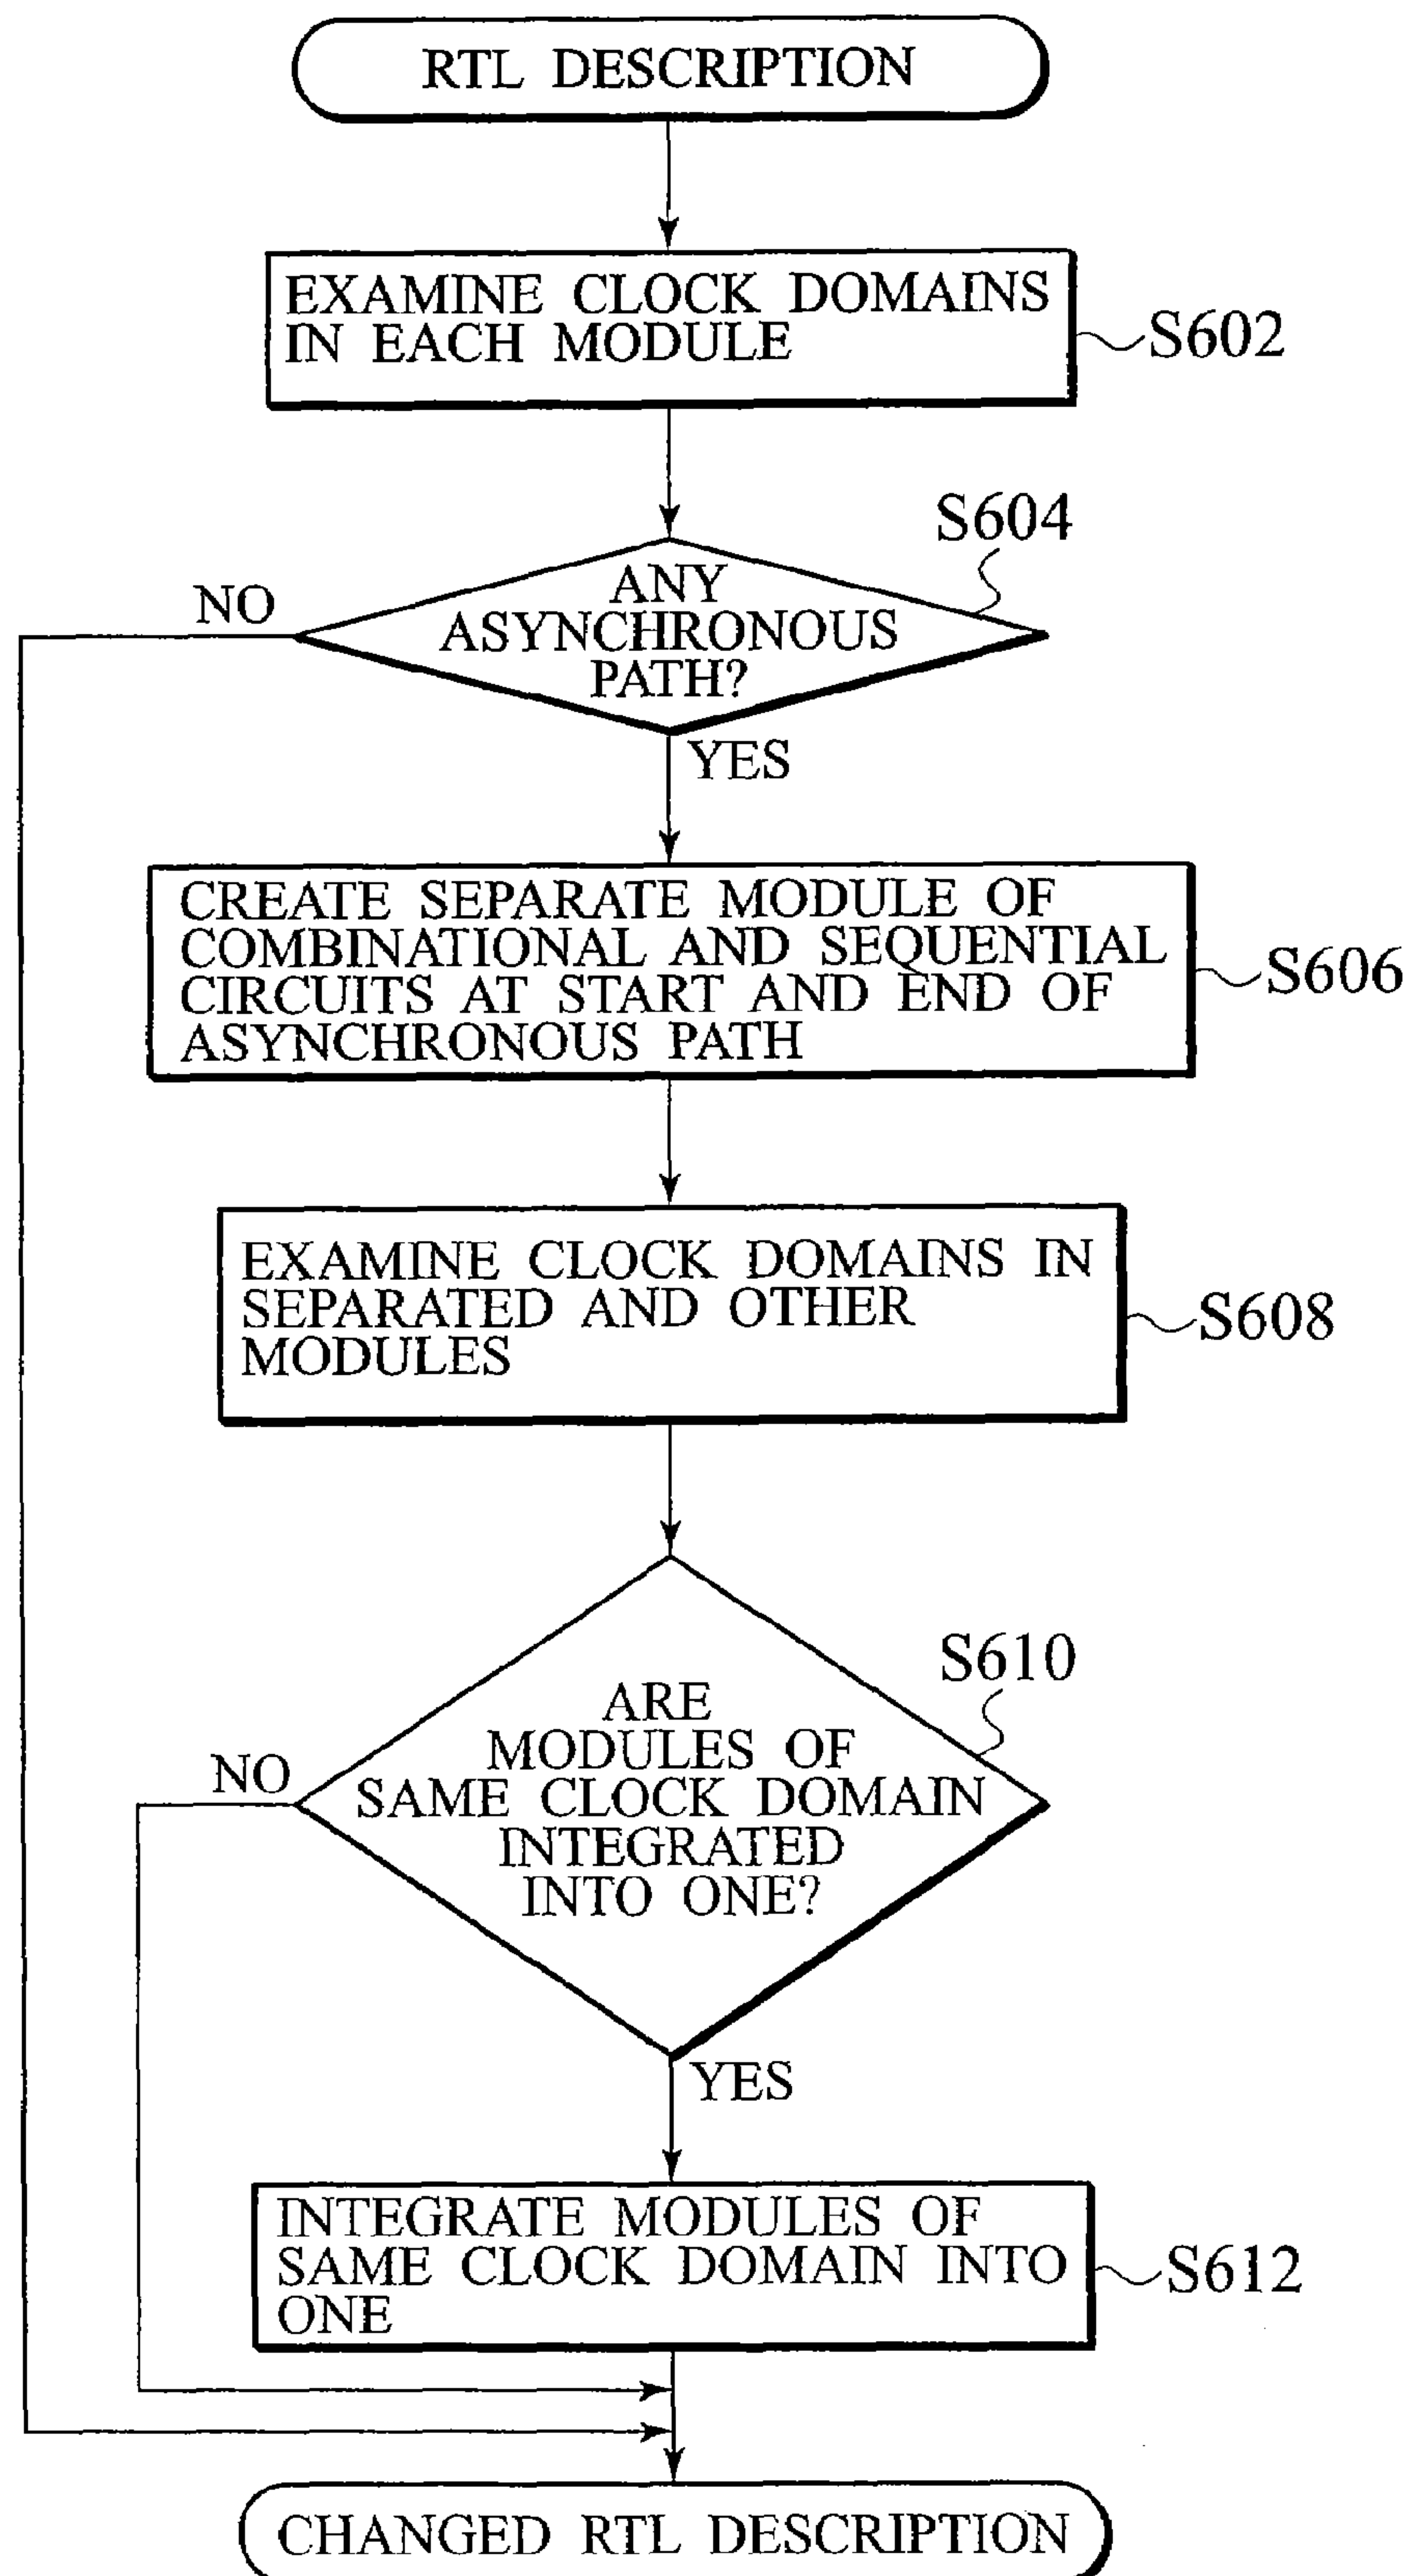 RTL DESCRIPTION
EXAMINE CLOCK DOMAINS
IN EACH MODULE
S602
S604
ANY
ASYNCHRONOUS
PATH?
NO
YES
CREATE SEPARATE MODULE OF
COMBINATIONAL AND SEQUENTIAL
CIRCUITS AT START AND END OF
ASYNCHRONOUS PATH
S606
EXAMINE CLOCK DOMAINS IN
SEPARATED AND OTHER
MODULES
S608
S610
ARE
MODULES OF
SAME CLOCK DOMAIN
INTEGRATED
INTO ONE?
NO
YES
INTEGRATE MODULES OF
SAME CLOCK DOMAIN INTO
ONE
S612
CHANGED RTL DESCRIPTION